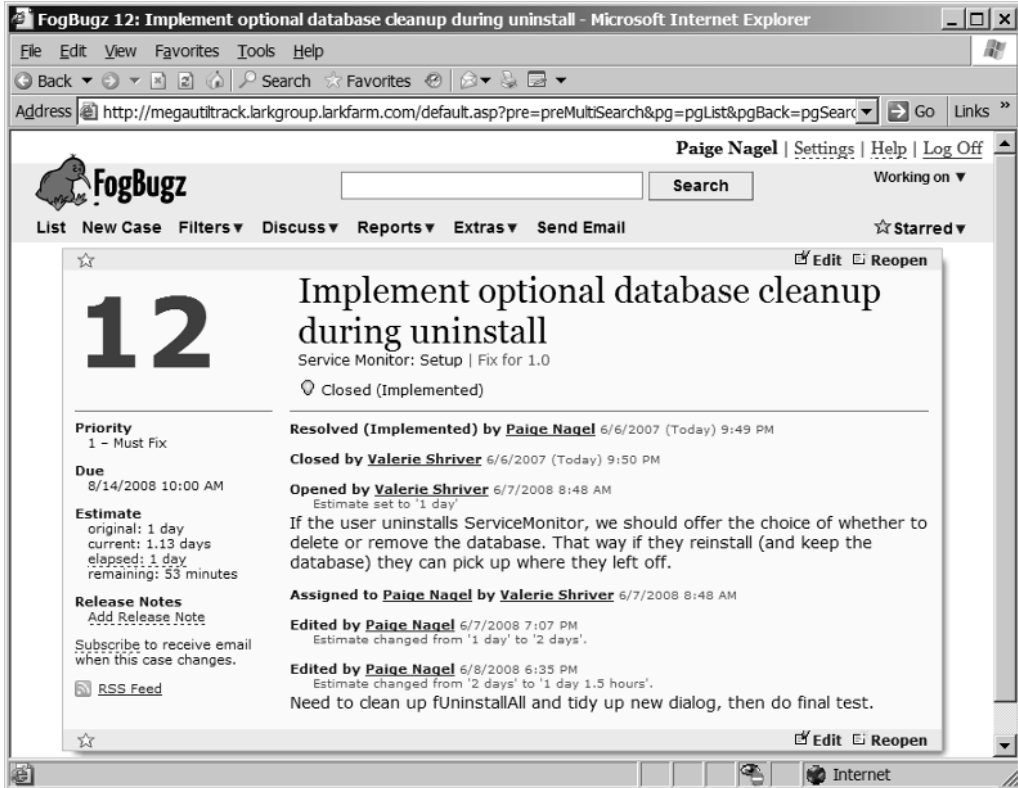 FogBugz 12: Implement optional database cleanup during uninstall - Microsoft Internet Explorer
File Edit View Favorites Tools Help
Back Search Favorites
Address http://megautiltrack.larkgroup.larkfarm.com/default.asp?pre=preMultiSearch&pg=pgList&pgBack=pgSearc Go Links »
Paige Nagel | Settings | Help | Log Off
FogBugz Search Working on ▼
List New Case Filters ▼ Discuss ▼ Reports ▼ Extras ▼ Send Email Starred ▼
Edit Reopen
12
Implement optional database cleanup
during uninstall
Service Monitor: Setup | Fix for 1.0
Closed (Implemented)
Priority
1 – Must Fix
Due
8/14/2008 10:00 AM
Estimate
original: 1 day
current: 1.13 days
elapsed: 1 day
remaining: 53 minutes
Release Notes
Add Release Note
Subscribe to receive email
when this case changes.
RSS Feed
Resolved (Implemented) by Paige Nagel 6/6/2007 (Today) 9:49 PM
Closed by Valerie Shriver 6/6/2007 (Today) 9:50 PM
Opened by Valerie Shriver 6/7/2008 8:48 AM
Estimate set to '1 day'
If the user uninstalls ServiceMonitor, we should offer the choice of whether to
delete or remove the database. That way if they reinstall (and keep the
database) they can pick up where they left off.
Assigned to Paige Nagel by Valerie Shriver 6/7/2008 8:48 AM
Edited by Paige Nagel 6/7/2008 7:07 PM
Estimate changed from '1 day' to '2 days'.
Edited by Paige Nagel 6/8/2008 6:35 PM
Estimate changed from '2 days' to '1 day 1.5 hours'.
Need to clean up fUninstallAll and tidy up new dialog, then do final test.
Edit Reopen
Internet